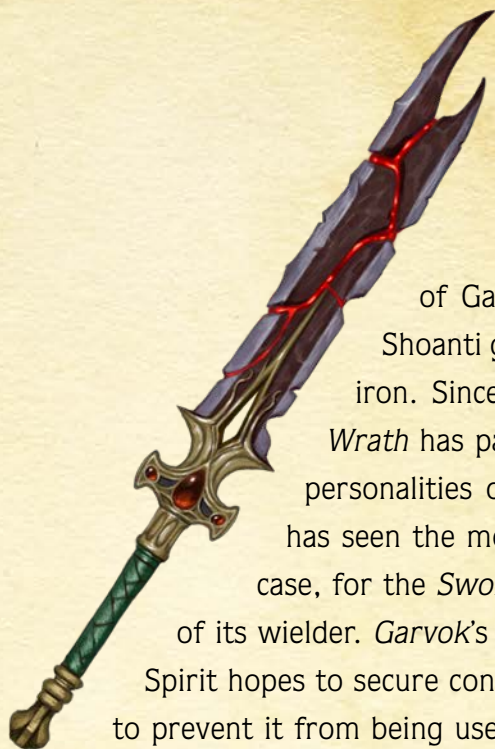 of Ga
Shoanti g
iron. Since
Wrath has pa
personalities o
has seen the mo
case, for the Swo
of its wielder. Garvok's
Spirit hopes to secure con
to prevent it from being use